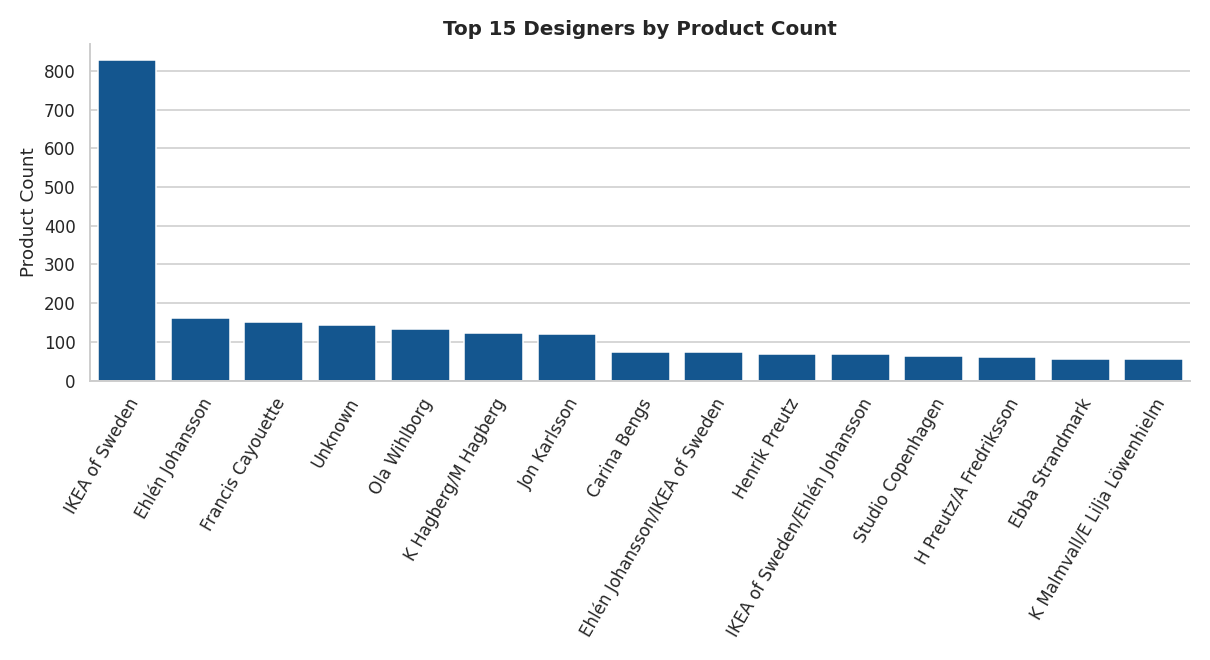 Top 15 Designers by Product Count
Product Count
800
700
600
500
400
300
200
100
0
IKEA of Sweden
Ehlén Johansson
Francis Cayouette
Unknown
Ola Wihlborg
K Hagberg/M Hagberg
Jon Karlsson
Carina Bengs
Ehlén Johansson/IKEA of Sweden
Henrik Preutz
IKEA of Sweden/Ehlén Johansson
Studio Copenhagen
H Preutz/A Fredriksson
Ebba Strandmark
K Malmvall/E Lilja Löwenhielm